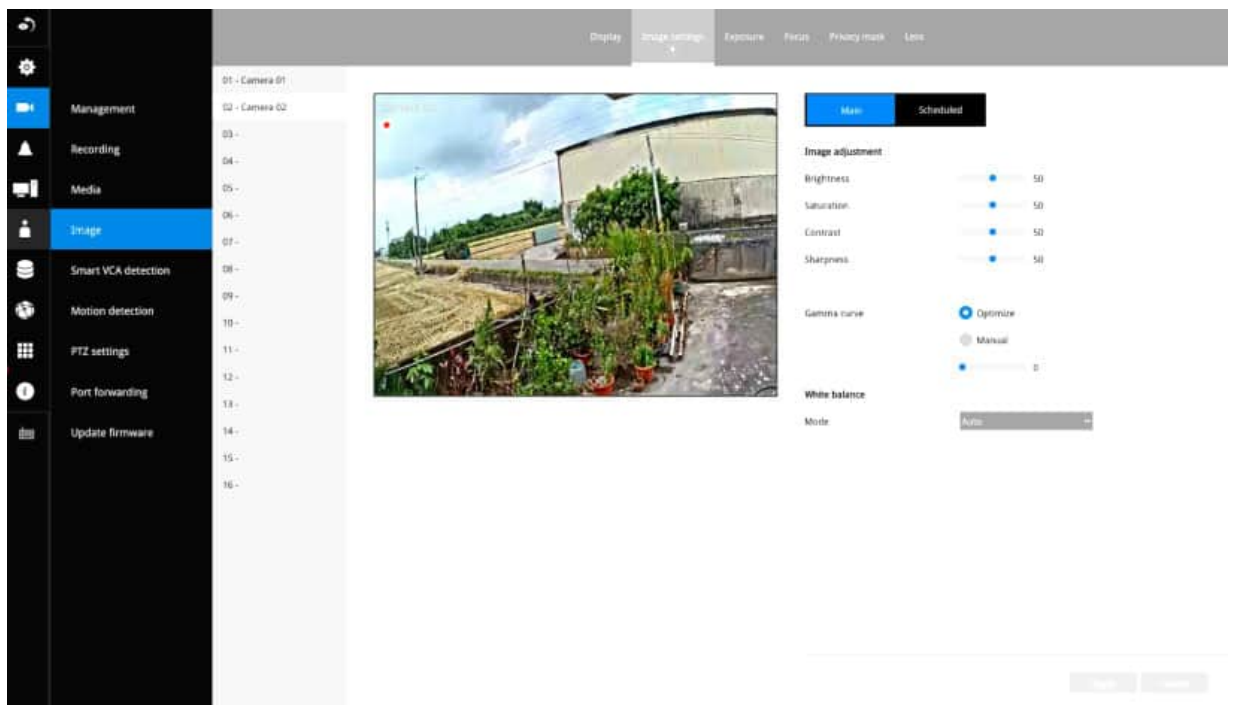 Display Image settings Exposure Focus Privacy mask Lens
Management
Recording
Media
Image
Smart VCA detection
Motion detection
PTZ settings
Port forwarding
Update firmware
01 - Camera 01
02 - Camera 02
03 -
04 -
05 -
06 -
07 -
08 -
09 -
10 -
11 -
12 -
13 -
14 -
15 -
16 -
Main Scheduled
Image adjustment
Brightness 50
Saturation 50
Contrast 50
Sharpness 50
Gamma curve Optimize
Manual
0
White balance
Mode Auto